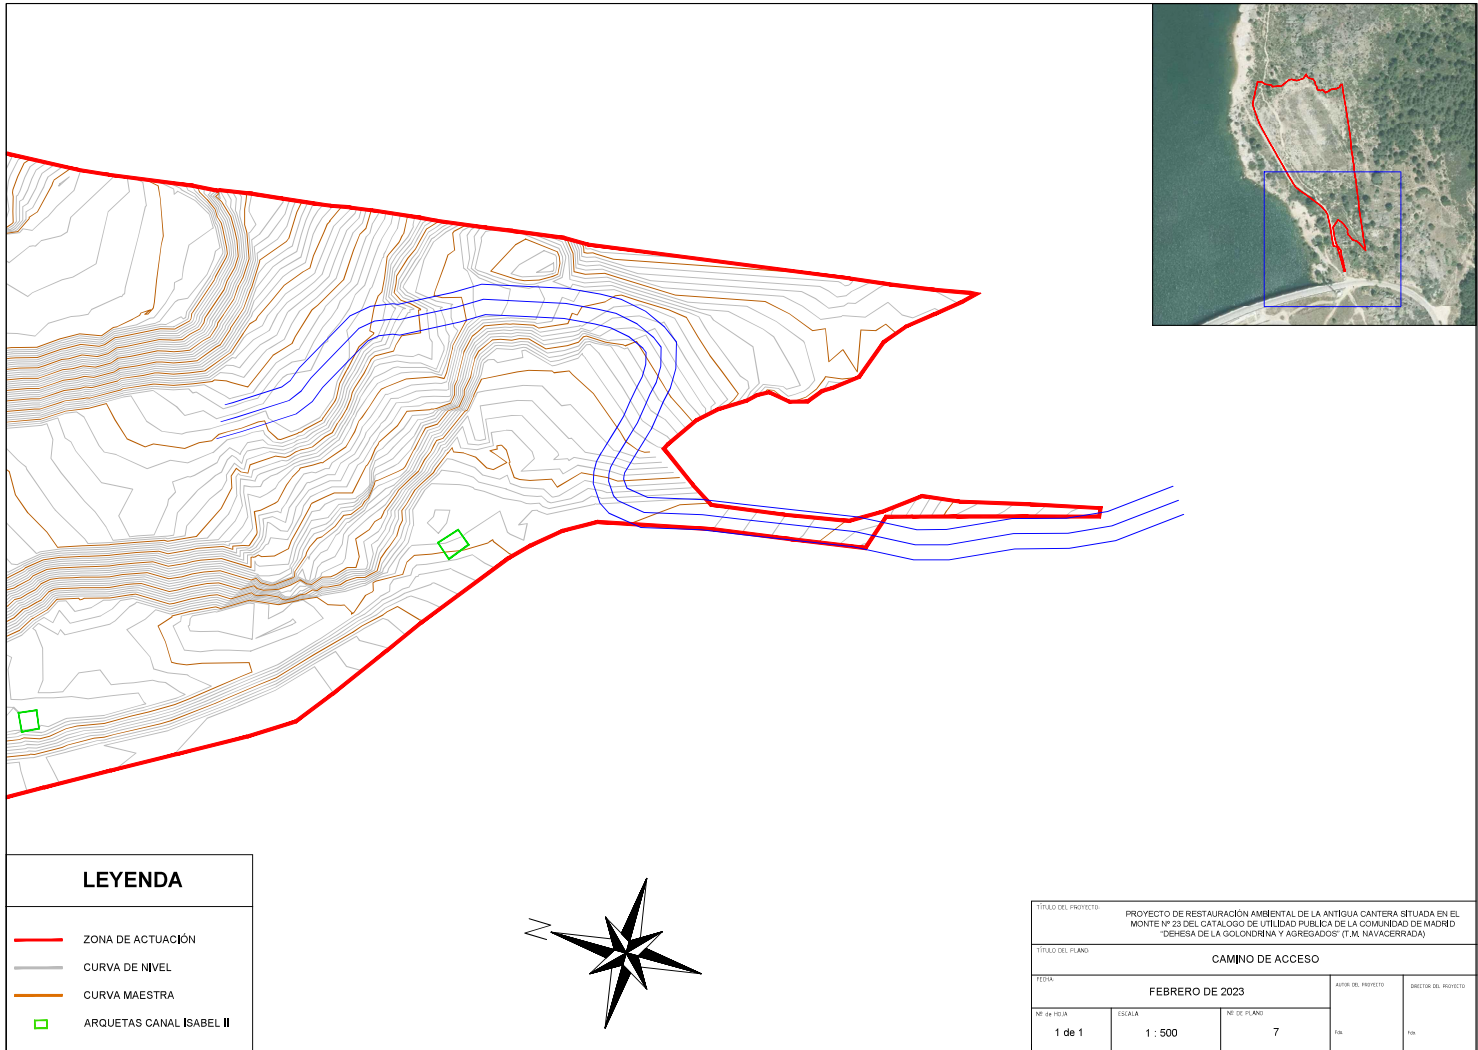 LEYENDA
ZONA DE ACTUACIÓN
CURVA DE NIVEL
CURVA MAESTRA
ARQUETAS CANAL ISABEL II
N
TÍTULO DEL PROYECTO:
PROYECTO DE RESTAURACIÓN AMBIENTAL DE LA ANTIGUA CANTERA SITUADA EN EL
MONTE Nº 23 DEL CATALOGO DE UTILIDAD PUBLICA DE LA COMUNIDAD DE MADRID
"DEHESA DE LA GOLONDRINA Y AGREGADOS" (T.M. NAVACERRADA)
TÍTULO DEL PLANO:
CAMINO DE ACCESO
FECHA:
FEBRERO DE 2023
AUTOR DEL PROYECTO
DIRECTOR DEL PROYECTO
Nº de HOJA
1 de 1
ESCALA
1 : 500
Nº DE PLANO
7
Fdo.
Fdo.